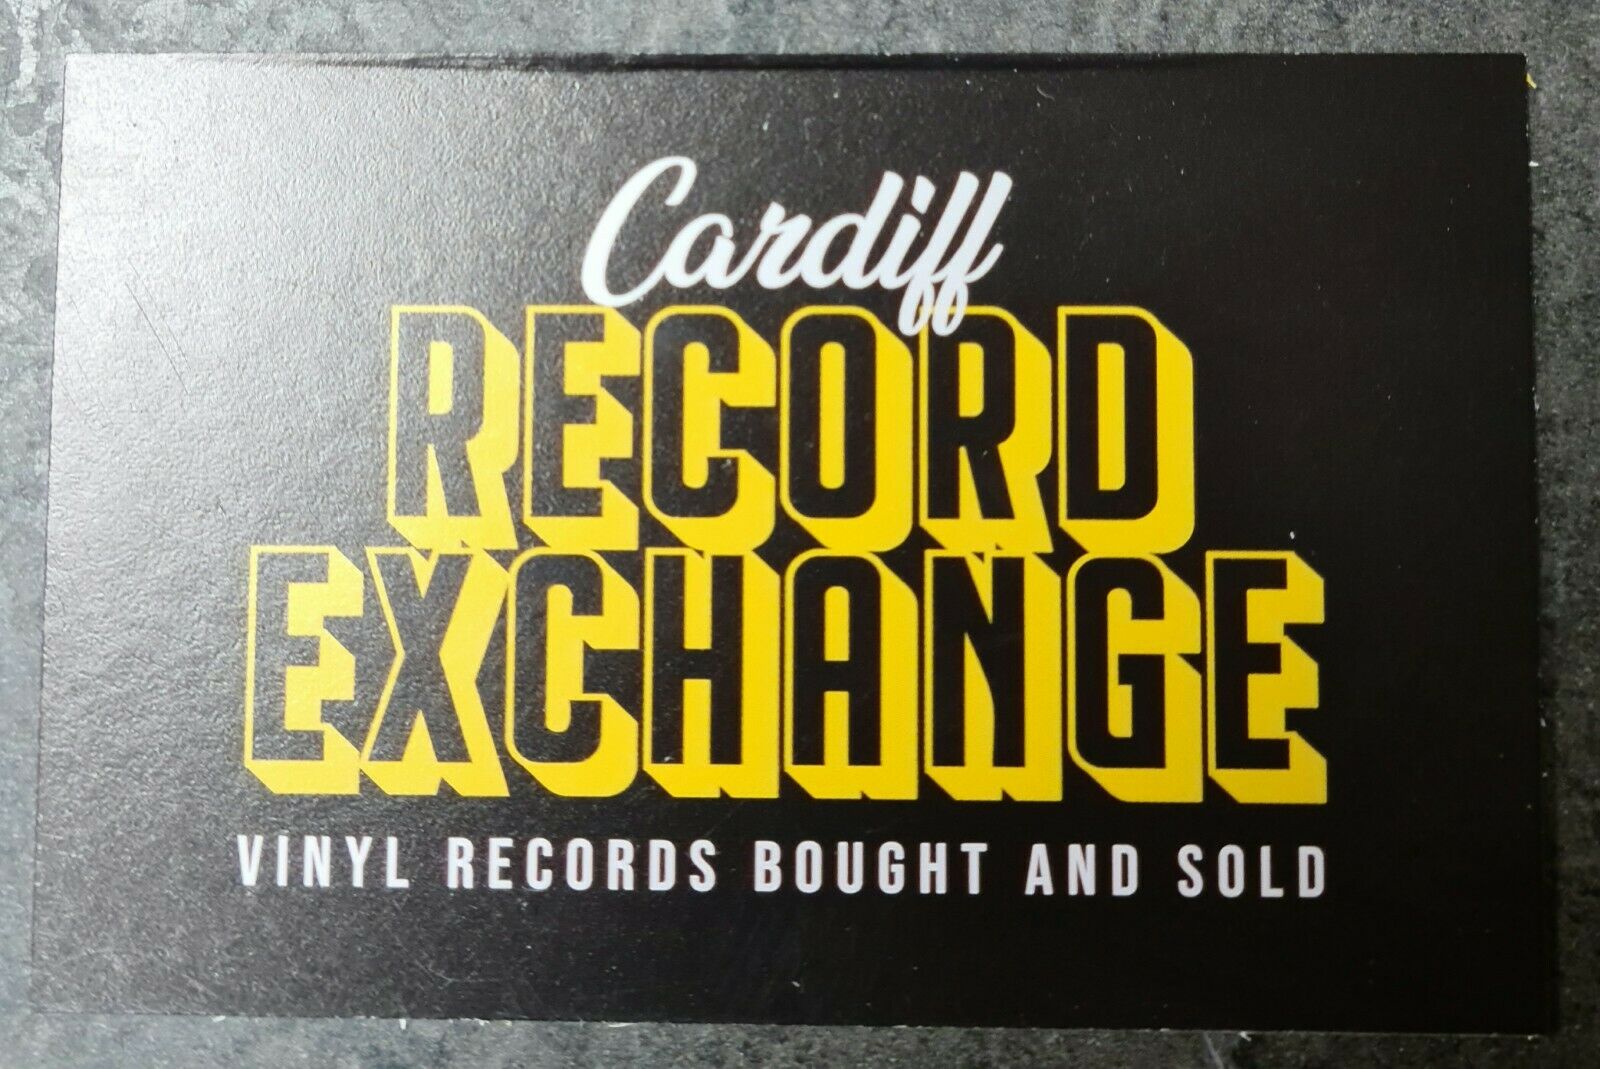 Cardiff
RECORD
EXCHANGE
VINYL RECORDS BOUGHT AND SOLD